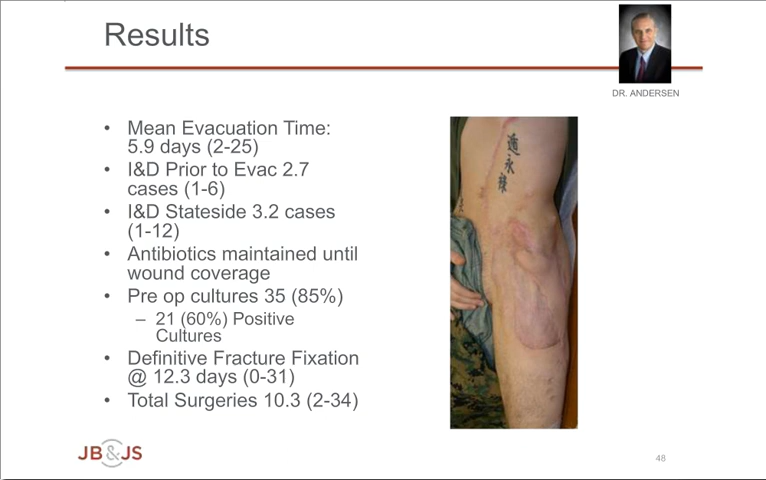 Results
DR. ANDERSEN
• Mean Evacuation Time:
5.9 days (2-25)
• I&D Prior to Evac 2.7
cases (1-6)
• I&D Stateside 3.2 cases
(1-12)
• Antibiotics maintained until
wound coverage
• Pre op cultures 35 (85%)
– 21 (60%) Positive
Cultures
• Definitive Fracture Fixation
@ 12.3 days (0-31)
• Total Surgeries 10.3 (2-34)
永
JB&JS
48